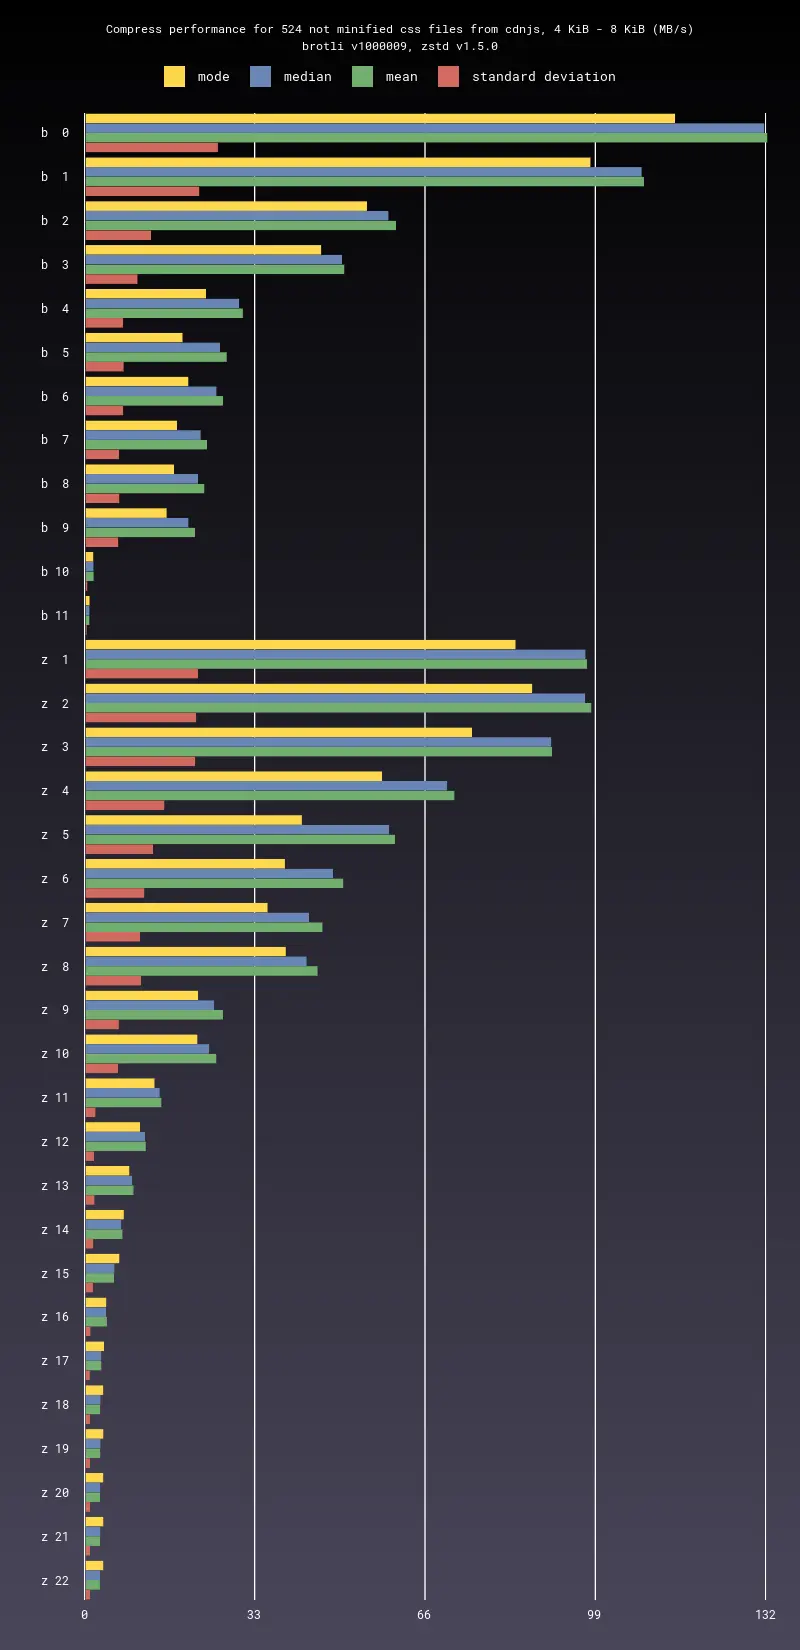 Compress performance for 524 not minified css files from cdnjs, 4 KiB - 8 KiB (MB/s)
brotli v1000009, zstd v1.5.0
mode median mean standard deviation
b 0
b 1
b 2
b 3
b 4
b 5
b 6
b 7
b 8
b 9
b 10
b 11
z 1
z 2
z 3
z 4
z 5
z 6
z 7
z 8
z 9
z 10
z 11
z 12
z 13
z 14
z 15
z 16
z 17
z 18
z 19
z 20
z 21
z 22
0 33 66 99 132